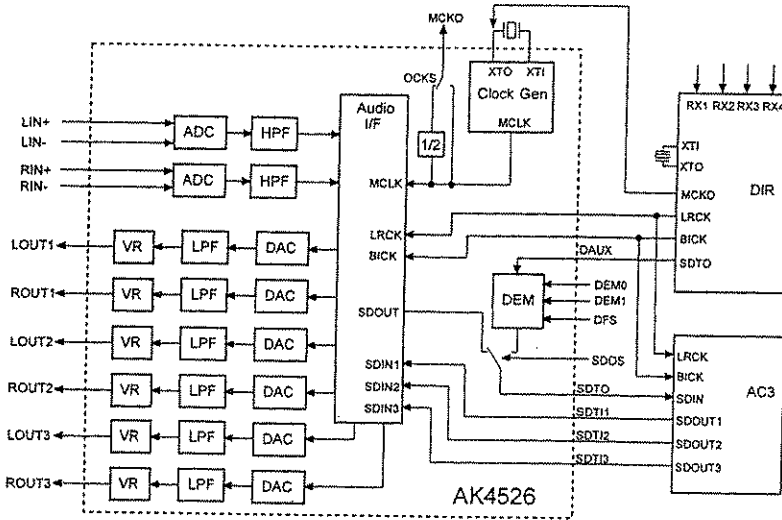 MCKO
OCKS
XTO XTI
Clock Gen
MCLK
RX1 RX2 RX3 RX4
XTI
XTO
DIR
MCKO
LRCK
BICK
SDTO
Audio I/F
LIN+
LIN-
ADC HPF
RIN+
RIN-
ADC HPF
1/2
MCLK
LRCK
BICK
DAUX
LOUT1 VR LPF DAC
ROUT1 VR LPF DAC
DEM
DEM0
DEM1
DFS
SDOUT
LOUT2 VR LPF DAC
SDOS
SDIN1
SDIN2
SDIN3
ROUT2 VR LPF DAC
SDTO
SDTI1
SDTI2
SDTI3
LRCK
BICK
SDIN
AC3
SDOUT1
SDOUT2
SDOUT3
LOUT3 VR LPF DAC
ROUT3 VR LPF DAC
AK4526